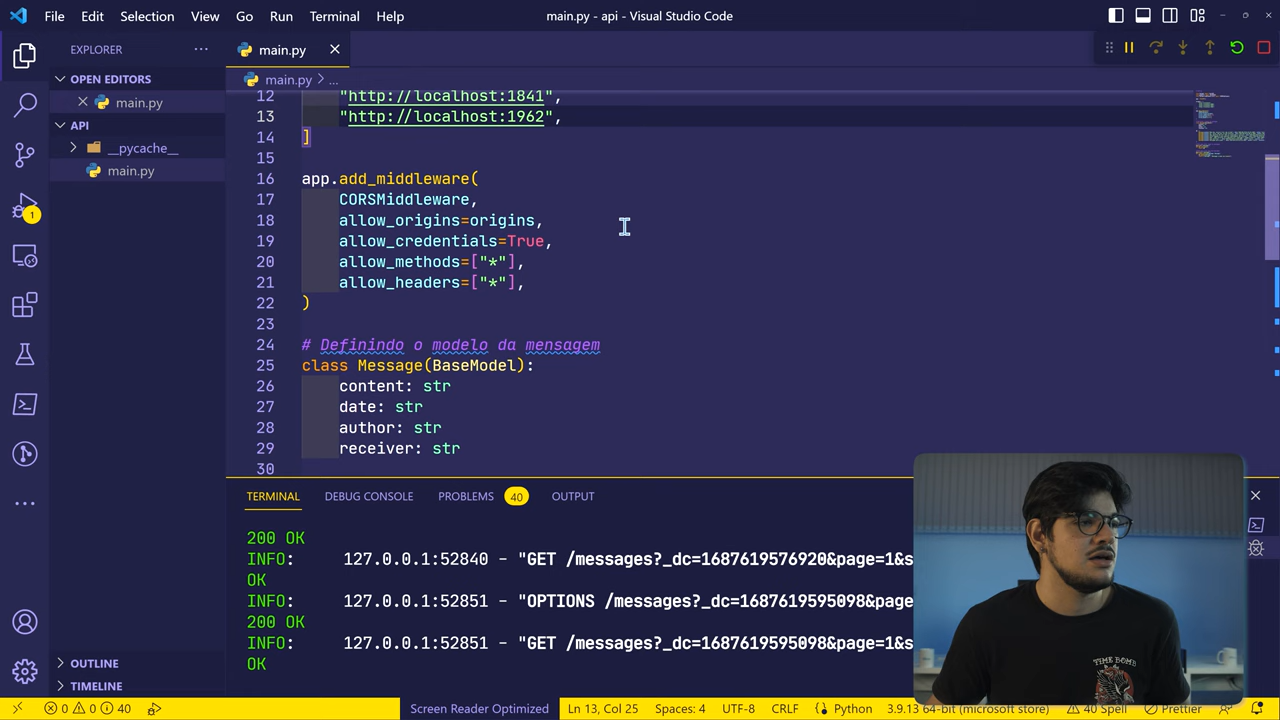 File Edit Selection View Go Run Terminal Help
main.py - api - Visual Studio Code
EXPLORER
OPEN EDITORS
main.py
API
__pycache__
main.py
OUTLINE
TIMELINE
1
main.py
main.py > ...
12 "http://localhost:1841",
13 "http://localhost:1962",
14 ]
15
16 app.add_middleware(
17 CORSMiddleware,
18 allow_origins=origins,
19 allow_credentials=True,
20 allow_methods=["*"],
21 allow_headers=["*"],
22 )
23
24 # Definindo o modelo da mensagem
25 class Message(BaseModel):
26 content: str
27 date: str
28 author: str
29 receiver: str
30
TERMINAL DEBUG CONSOLE PROBLEMS 40 OUTPUT
200 OK
INFO: 127.0.0.1:52840 - "GET /messages?_dc=1687619576920&page=1&s
OK
INFO: 127.0.0.1:52851 - "OPTIONS /messages?_dc=1687619595098&page
200 OK
INFO: 127.0.0.1:52851 - "GET /messages?_dc=1687619595098&page=1&s
OK
TIME BOMB
0 0 40 Screen Reader Optimized Ln 13, Col 25 Spaces: 4 UTF-8 CRLF Python 3.9.13 64-bit (microsoft store) 40 Spell Prettier